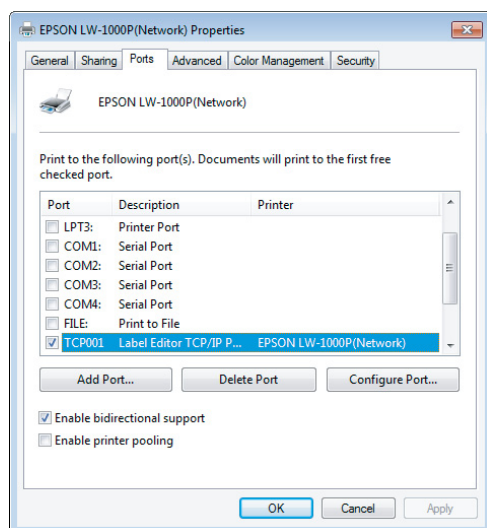 EPSON LW-1000P(Network) Properties
General Sharing Ports Advanced Color Management Security
EPSON LW-1000P(Network)
Print to the following port(s). Documents will print to the first free
checked port.
Port Description Printer
LPT3: Printer Port
COM1: Serial Port
COM2: Serial Port
COM3: Serial Port
COM4: Serial Port
FILE: Print to File
TCP001 Label Editor TCP/IP P... EPSON LW-1000P(Network)
Add Port... Delete Port Configure Port...
Enable bidirectional support
Enable printer pooling
OK Cancel Apply